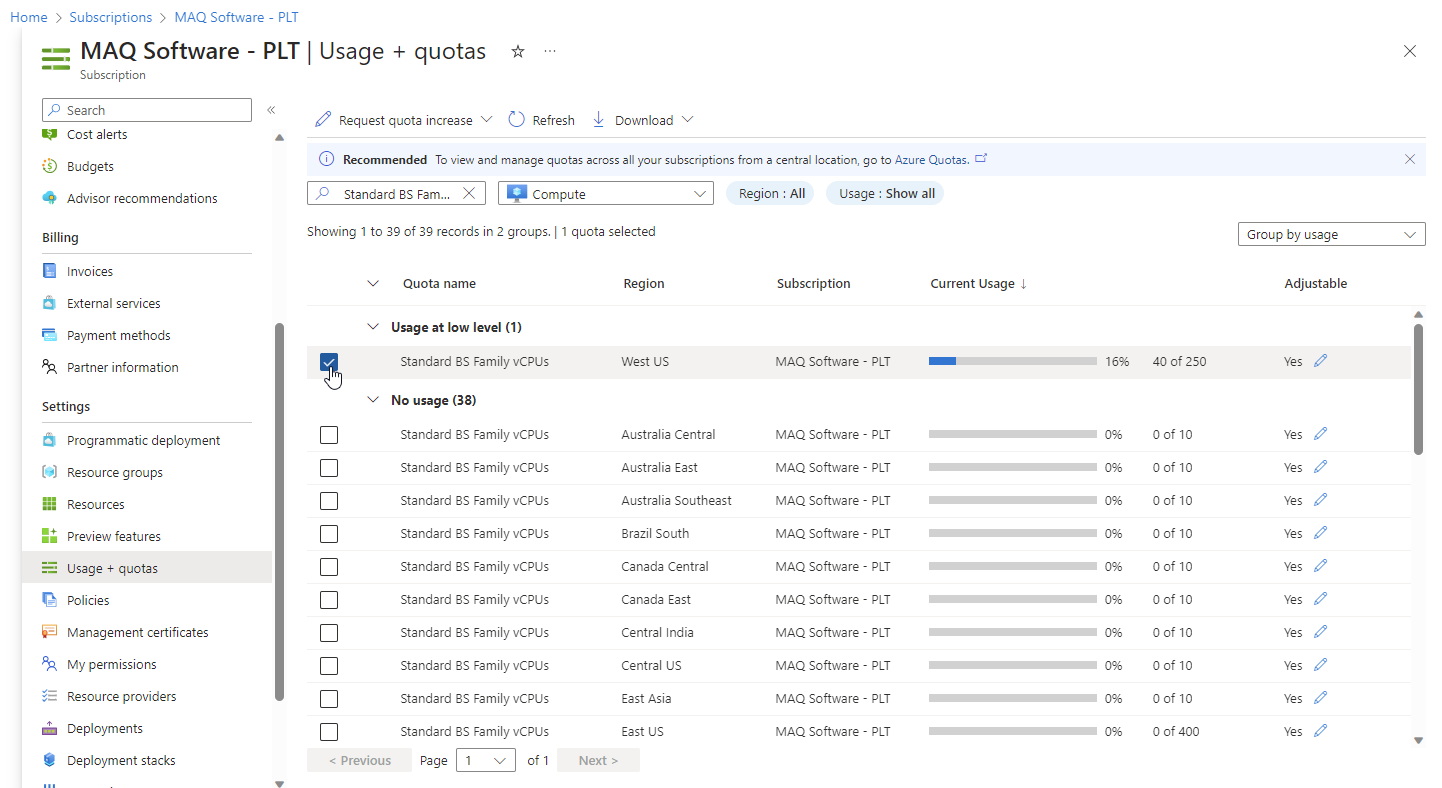 Home > Subscriptions > MAQ Software - PLT
MAQ Software - PLT | Usage + quotas
Subscription
Search
Cost alerts
Budgets
Advisor recommendations
Billing
Invoices
External services
Payment methods
Partner information
Settings
Programmatic deployment
Resource groups
Resources
Preview features
Usage + quotas
Policies
Management certificates
My permissions
Resource providers
Deployments
Deployment stacks
Request quota increase Refresh Download
Recommended To view and manage quotas across all your subscriptions from a central location, go to Azure Quotas.
Standard BS Fam... Compute Region : All Usage : Show all
Showing 1 to 39 of 39 records in 2 groups. | 1 quota selected
Group by usage
Quota name Region Subscription Current Usage ↓ Adjustable
Usage at low level (1)
Standard BS Family vCPUs West US MAQ Software - PLT 16% 40 of 250 Yes
No usage (38)
Standard BS Family vCPUs Australia Central MAQ Software - PLT 0% 0 of 10 Yes
Standard BS Family vCPUs Australia East MAQ Software - PLT 0% 0 of 10 Yes
Standard BS Family vCPUs Australia Southeast MAQ Software - PLT 0% 0 of 10 Yes
Standard BS Family vCPUs Brazil South MAQ Software - PLT 0% 0 of 10 Yes
Standard BS Family vCPUs Canada Central MAQ Software - PLT 0% 0 of 10 Yes
Standard BS Family vCPUs Canada East MAQ Software - PLT 0% 0 of 10 Yes
Standard BS Family vCPUs Central India MAQ Software - PLT 0% 0 of 10 Yes
Standard BS Family vCPUs Central US MAQ Software - PLT 0% 0 of 10 Yes
Standard BS Family vCPUs East Asia MAQ Software - PLT 0% 0 of 10 Yes
Standard BS Family vCPUs East US MAQ Software - PLT 0% 0 of 400 Yes
< Previous Page 1 of 1 Next >